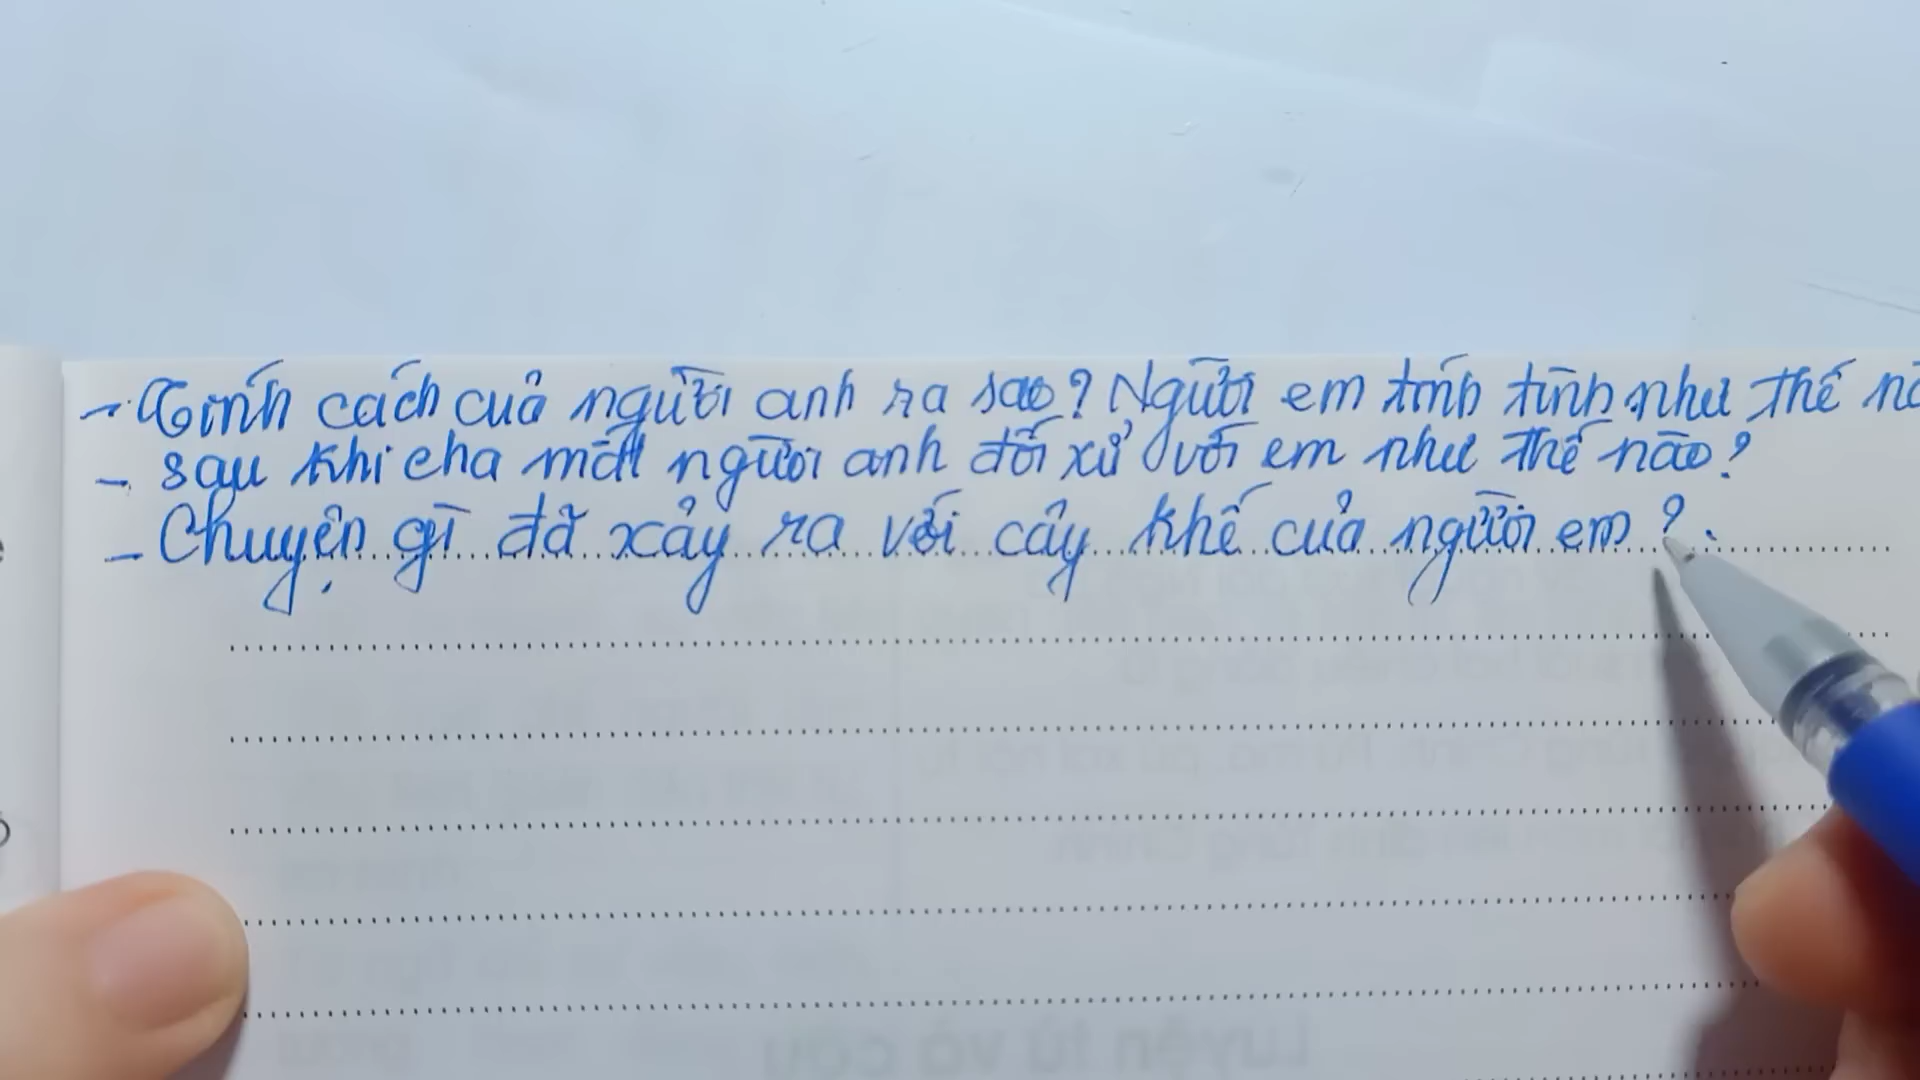 - Tính cách của người anh ra sao? Người em tính tình như thế
- sau khi cha mất người anh đối xử với em như thế nào?
- Chuyện gì đã xảy ra với cây khế của người em?.